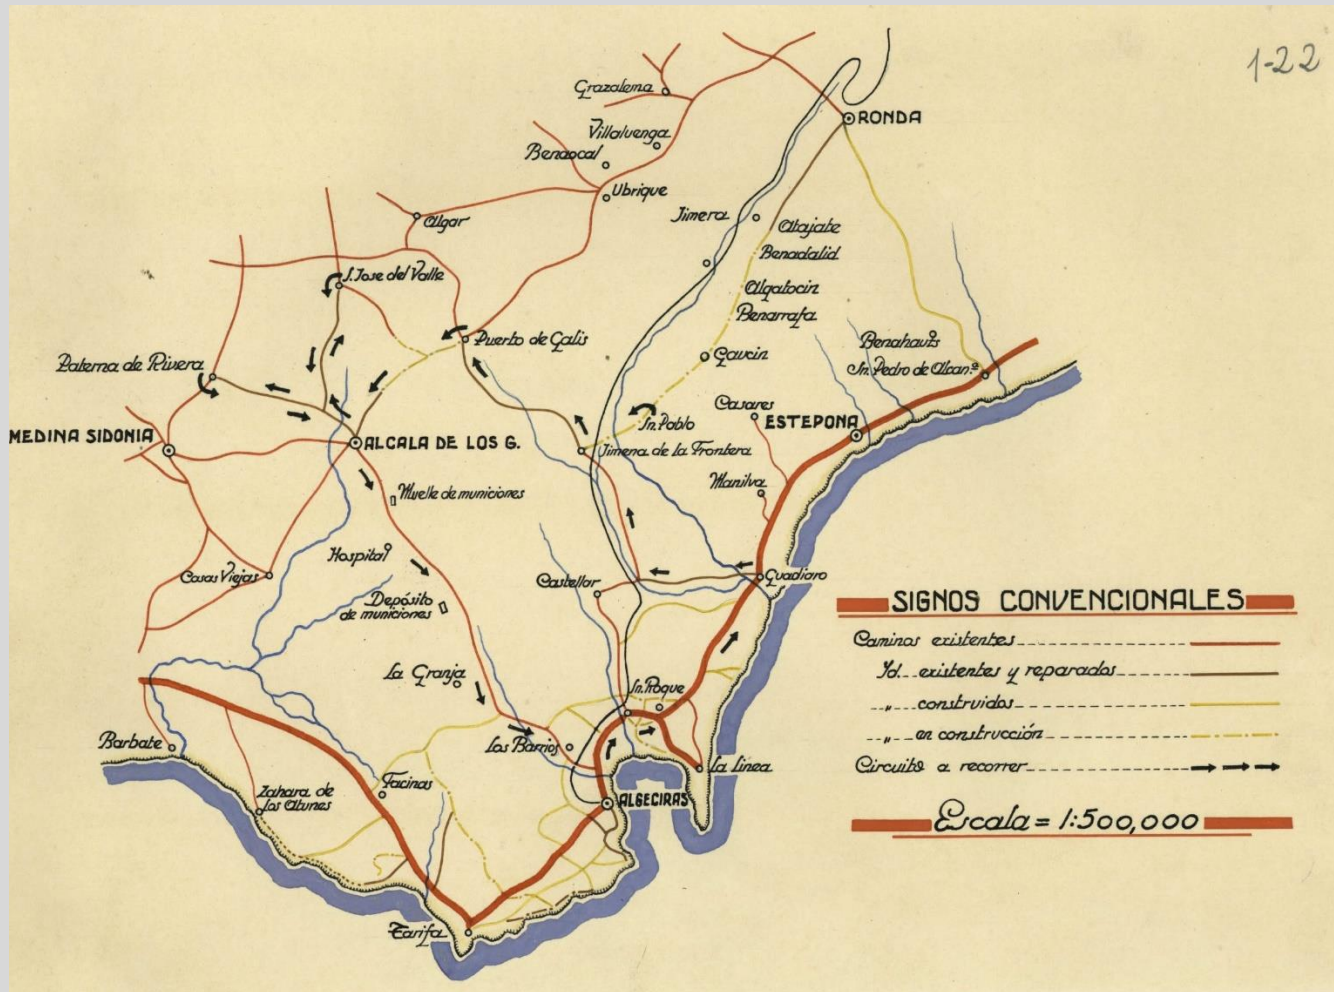 1-22
Grazalema
RONDA
Villaluenga
Benaocal
Ubrique
Jimera
Algar
Atajate
Benadalid
S. Jose del Valle
Algatocin
Benarrafa
Puerto de Galis
Gaucin
Benahavis
Sn. Pedro de Alcan.ª
Paterna de Rivera
Casares
Sn. Pablo
ESTEPONA
MEDINA SIDONIA
ALCALA DE LOS G.
Jimena de la Frontera
Manilva
Muelle de municiones
Hospital
Casas Viejas
Castellar
Guadiaro
Depósito
de municiones
La Granja
Sn. Roque
Los Barrios
La Linea
Barbate
Zahara de
los Atunes
Facinas
ALGECIRAS
Tarifa
SIGNOS CONVENCIONALES
Caminos existentes
Id. existentes y reparados
" construidos
" en construcción
Circuito a recorrer
Escala = 1:500,000